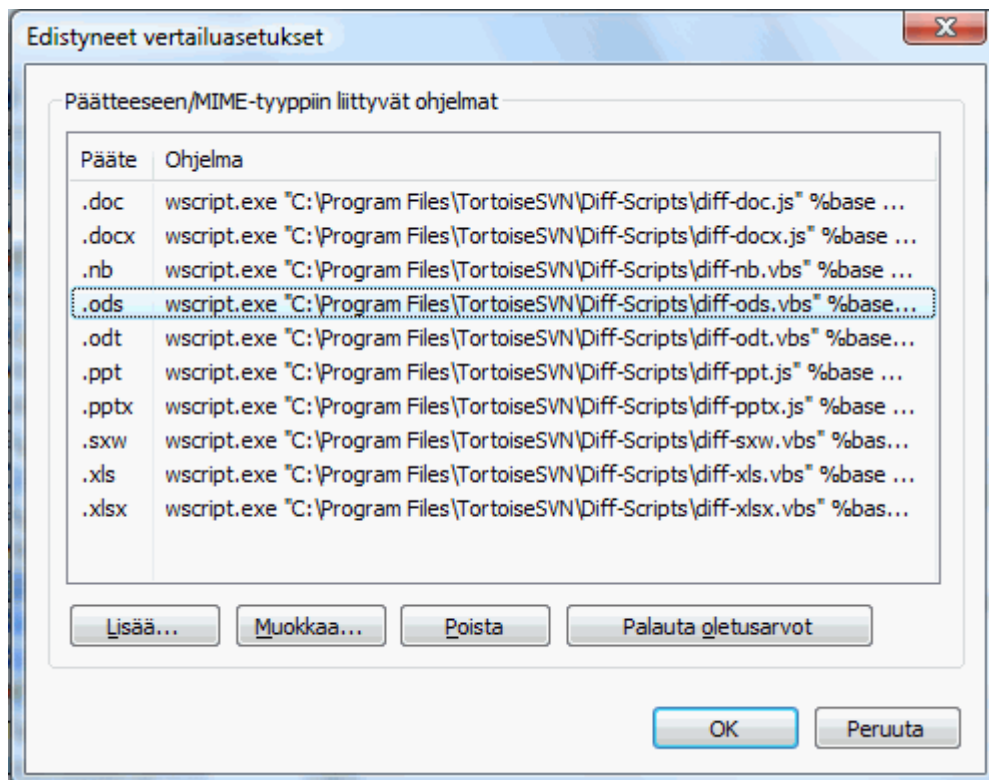 Edistyneet vertailuasetukset
Päätteeseen/MIME-tyyppiin liittyvät ohjelmat
Pääte Ohjelma
.doc wscript.exe "C:\Program Files\TortoiseSVN\Diff-Scripts\diff-doc.js" %base ...
.docx wscript.exe "C:\Program Files\TortoiseSVN\Diff-Scripts\diff-docx.js" %base ...
.nb wscript.exe "C:\Program Files\TortoiseSVN\Diff-Scripts\diff-nb.vbs" %base ...
.ods wscript.exe "C:\Program Files\TortoiseSVN\Diff-Scripts\diff-ods.vbs" %base...
.odt wscript.exe "C:\Program Files\TortoiseSVN\Diff-Scripts\diff-odt.vbs" %base...
.ppt wscript.exe "C:\Program Files\TortoiseSVN\Diff-Scripts\diff-ppt.js" %base ...
.pptx wscript.exe "C:\Program Files\TortoiseSVN\Diff-Scripts\diff-pptx.js" %base ...
.sxw wscript.exe "C:\Program Files\TortoiseSVN\Diff-Scripts\diff-sxw.vbs" %bas...
.xls wscript.exe "C:\Program Files\TortoiseSVN\Diff-Scripts\diff-xls.vbs" %base ...
.xlsx wscript.exe "C:\Program Files\TortoiseSVN\Diff-Scripts\diff-xlsx.vbs" %bas...
Lisää... Muokkaa... Poista Palauta oletusarvot
OK Peruuta